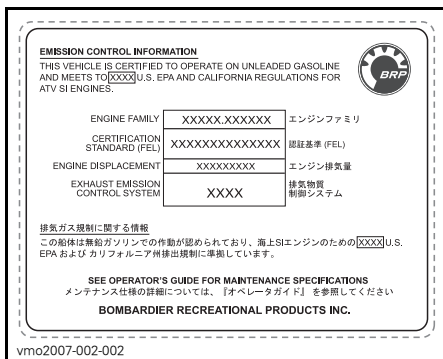 EMISSION CONTROL INFORMATION
THIS VEHICLE IS CERTIFIED TO OPERATE ON UNLEADED GASOLINE
AND MEETS TO XXXX U.S. EPA AND CALIFORNIA REGULATIONS FOR
ATV SI ENGINES.
BRP
ENGINE FAMILY XXXXX.XXXXXX エンジンファミリ
CERTIFICATION
STANDARD (FEL) XXXXXXXXXXXXXX 認証基準 (FEL)
ENGINE DISPLACEMENT XXXXXXXXX エンジン排気量
EXHAUST EMISSION
CONTROL SYSTEM XXXX 排気物質
制御システム
排気ガス規制に関する情報
この船体は無鉛ガソリンでの作動が認められており、海上SIエンジンのための XXXX U.S.
EPA および カリフォルニア州排出規制に準拠しています。
SEE OPERATOR'S GUIDE FOR MAINTENANCE SPECIFICATIONS
メンテナンス仕様の詳細については、『オペレータガイド』 を参照してください
BOMBARDIER RECREATIONAL PRODUCTS INC.
vmo2007-002-002